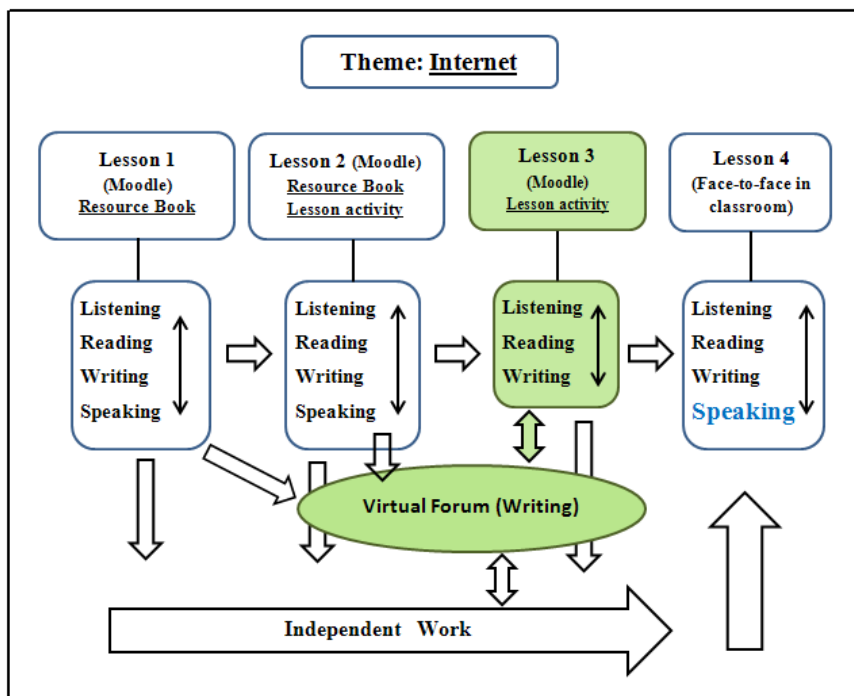 Theme: Internet
Lesson 1
(Moodle)
Resource Book
Lesson 2 (Moodle)
Resource Book
Lesson activity
Lesson 3
(Moodle)
Lesson activity
Lesson 4
(Face-to-face in
classroom)
Listening
Reading
Writing
Speaking
Listening
Reading
Writing
Speaking
Listening
Reading
Writing
Listening
Reading
Writing
Speaking
Virtual Forum (Writing)
Independent Work